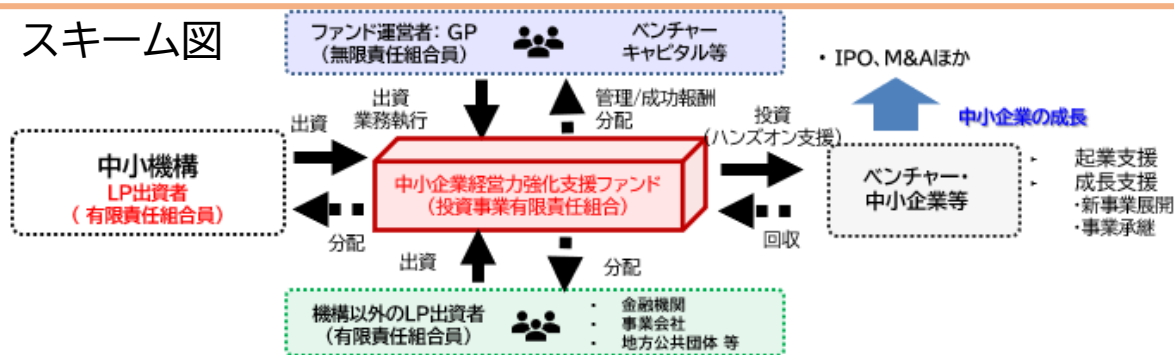 スキーム図
ファンド運営者: GP
（無限責任組合員）
ベンチャー
キャピタル等
・ IPO、M&Aほか
出資
業務執行
管理/成功報酬
分配
出資
投資
（ハンズオン支援）
中小企業の成長
中小機構
LP出資者
（ 有限責任組合員）
中小企業経営力強化支援ファンド
（投資事業有限責任組合）
ベンチャー・
中小企業等
起業支援
成長支援
・新事業展開
・事業承継
分配
回収
出資
分配
機構以外のLP出資者
（有限責任組合員）
・ 金融機関
・ 事業会社
・ 地方公共団体 等